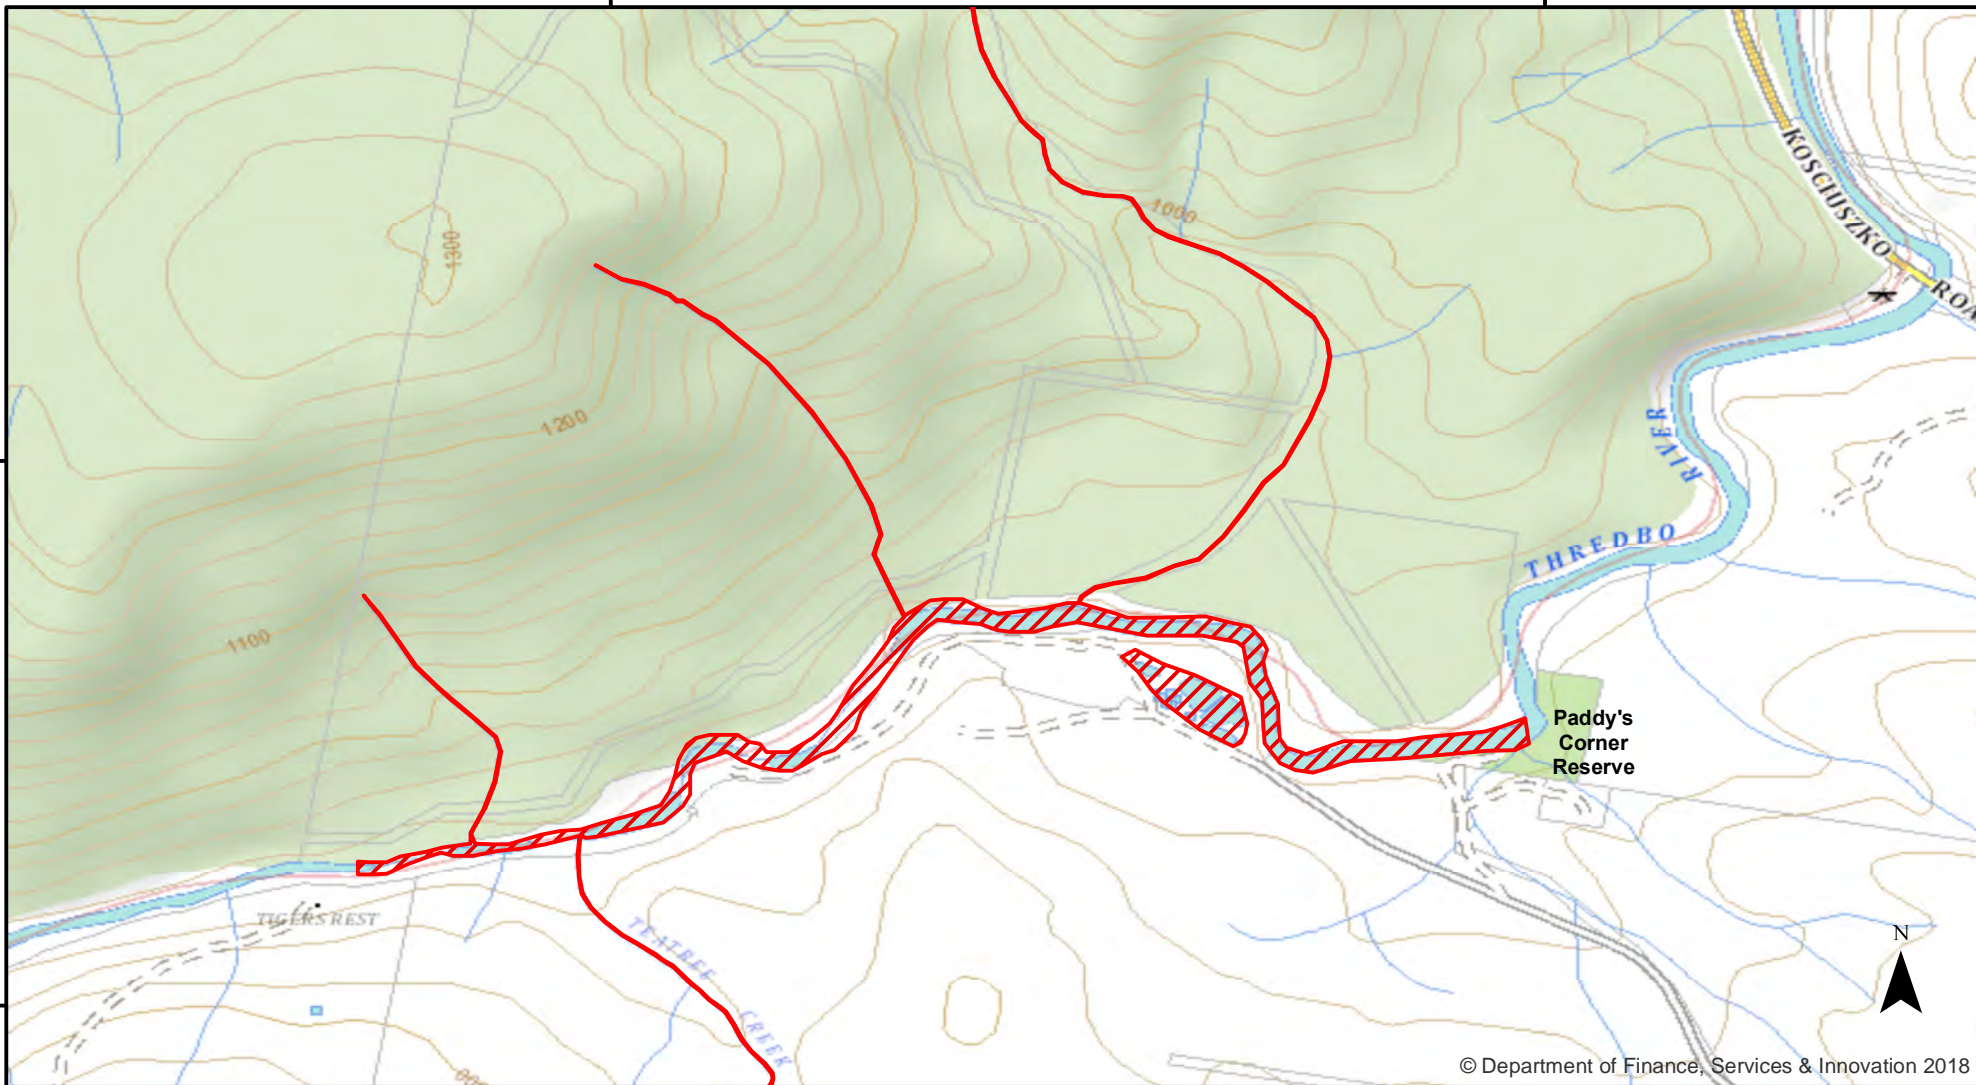 KOSCIUSZKO
ROA
1000
1300
1200
RIVER
THREDBO
1100
Paddy's
Corner
Reserve
TIGERS REST
TEATREE
CREEK
N
© Department of Finance, Services & Innovation 2018